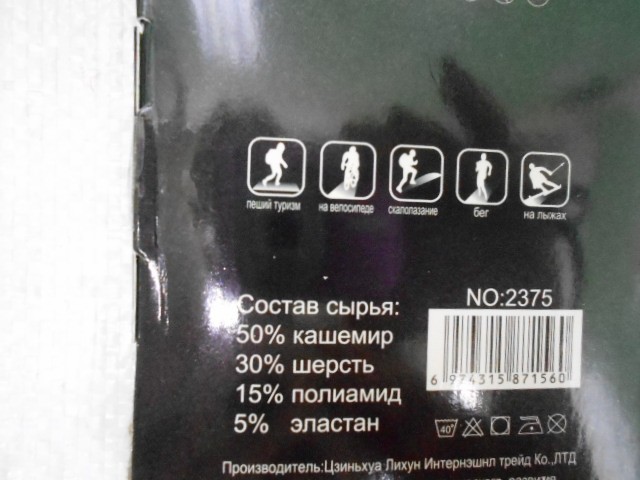 пеший туризм на велосипеде скалолазание бег на лыжах
Состав сырья:
50% кашемир
30% шерсть
15% полиамид
5% эластан
NO:2375
6 974315 871560
40°
Производитель:Цзиньхуа Лихун Интернэшнл трейд Ко.,ЛТД